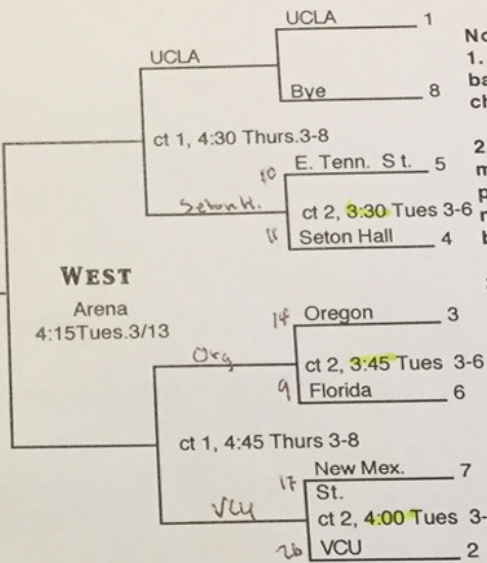 UCLA 1
UCLA
Bye 8
ct 1, 4:30 Thurs.3-8
10 E. Tenn. St. 5
Seton H.
ct 2, 3:30 Tues 3-6
11 Seton Hall 4
WEST
Arena
4:15Tues.3/13
14 Oregon 3
Org
ct 2, 3:45 Tues 3-6
9 Florida 6
ct 1, 4:45 Thurs 3-8
17 New Mex. 7
St.
ct 2, 4:00 Tues 3-
VCU
26 VCU 2
1.
2